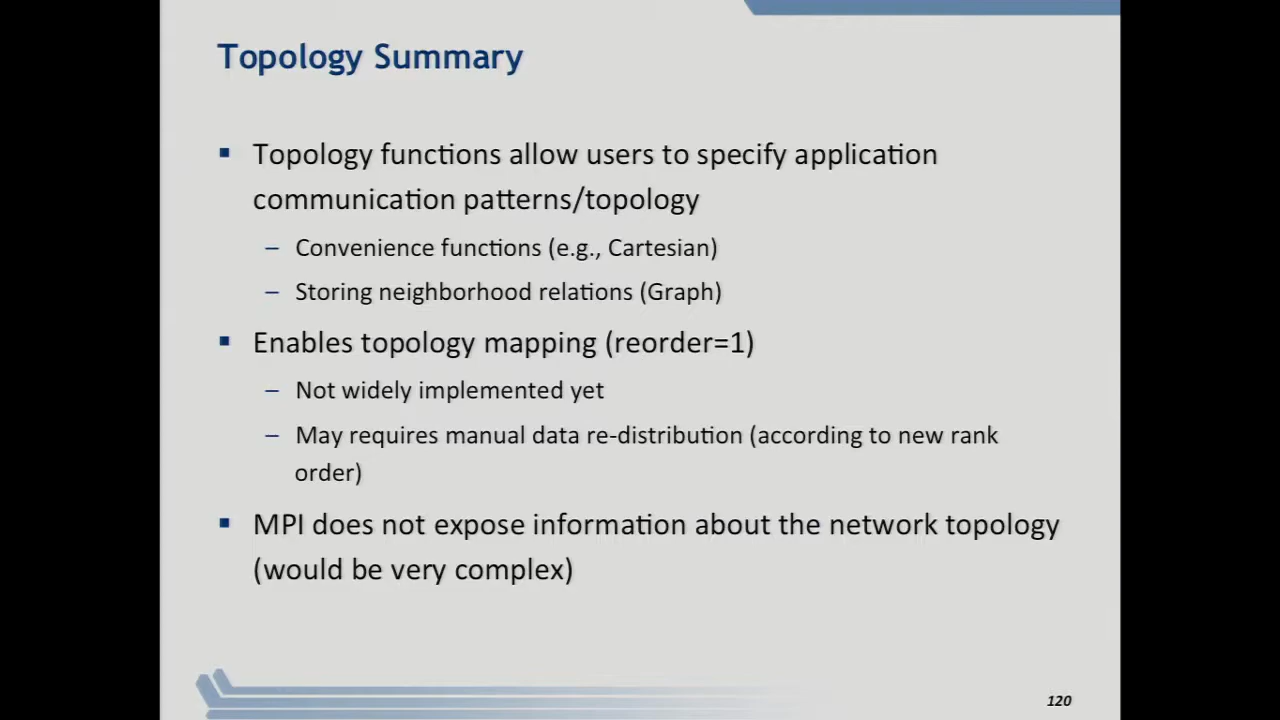 Topology Summary
▪ Topology functions allow users to specify application
communication patterns/topology
– Convenience functions (e.g., Cartesian)
– Storing neighborhood relations (Graph)
▪ Enables topology mapping (reorder=1)
– Not widely implemented yet
– May requires manual data re-distribution (according to new rank
order)
▪ MPI does not expose information about the network topology
(would be very complex)
120